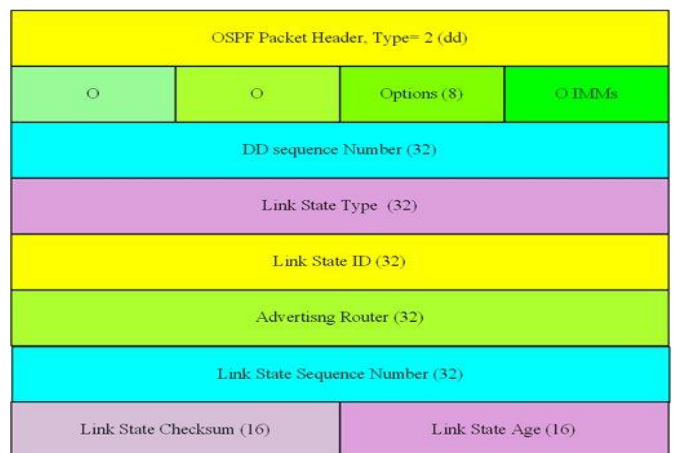 OSPF Packet Header, Type= 2 (dd)
O O Options (8) O IMMs
DD sequence Number (32)
Link State Type (32)
Link State ID (32)
Advertisng Router (32)
Link State Sequence Number (32)
Link State Checksum (16) Link State Age (16)